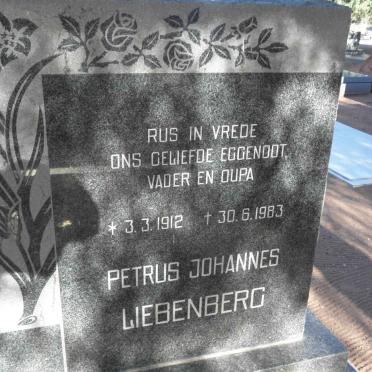 RUS IN VREDE
ONS GELIEFDE EGGENOOT,
VADER EN OUPA
* 3.3.1912 † 30.6.1983
PETRUS JOHANNES
LIEBENBERG